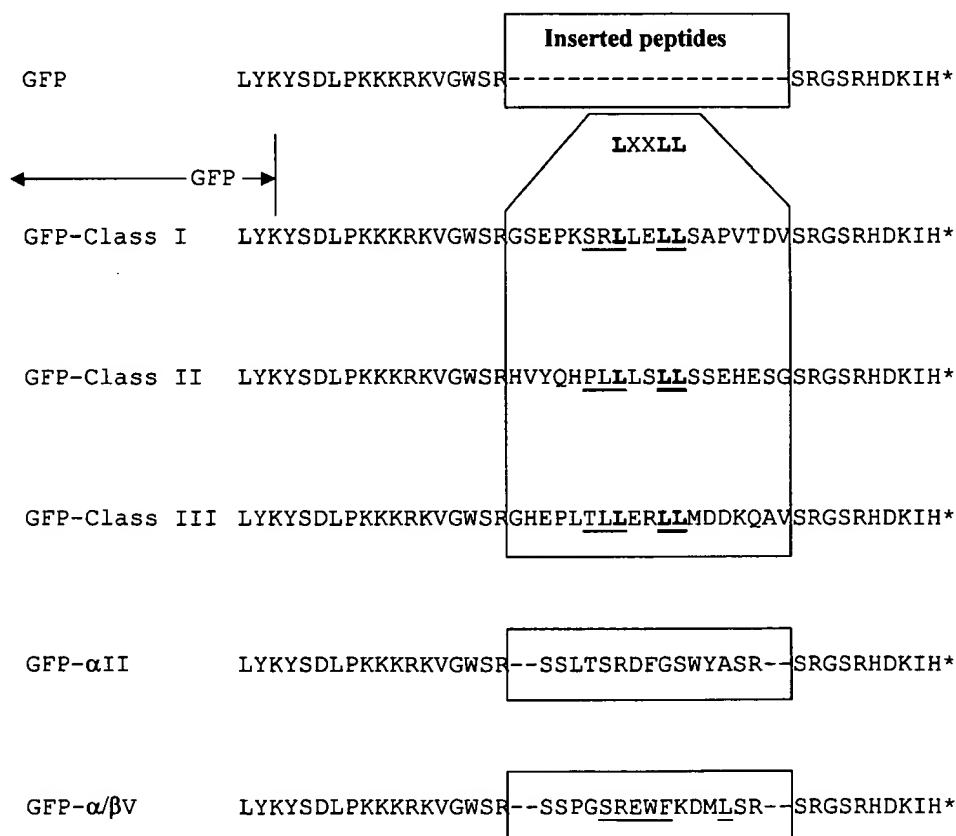 Inserted peptides
GFP LYKYSDLPKKKRKVGWSR-------------------SRGSRHDKIH*
LXXLL
GFP
GFP-Class I LYKYSDLPKKKRKVGWSRGSEPKSRLLELLSAPVTDVSRGSRHDKIH*
GFP-Class II LYKYSDLPKKKRKVGWSRHVYQHPLLLSLLSSEHESGSRGSRHDKIH*
GFP-Class III LYKYSDLPKKKRKVGWSRGHEPLTLLERLLMDDKQAVSRGSRHDKIH*
GFP-αII LYKYSDLPKKKRKVGWSR--SSLTSRDFGSWYASR--SRGSRHDKIH*
GFP-α/βV LYKYSDLPKKKRKVGWSR--SSPGSREWFKDMLSR--SRGSRHDKIH*